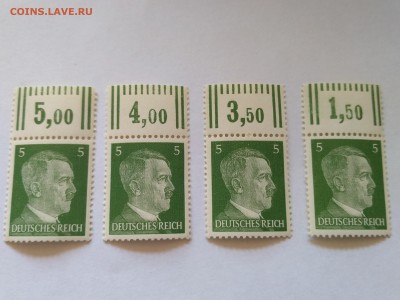 COINS.LAVE.RU
5,00 4,00 3,50 1,50
5 5 5 5 5 5 5 5
DEUTSCHES REICH DEUTSCHES REICH DEUTSCHES REICH DEUTSCHES REICH